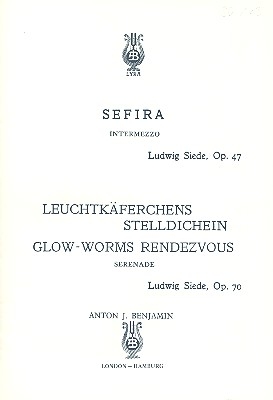 LYRA
SEFIRA
INTERMEZZO
Ludwig Siede, Op. 47
LEUCHTKÄFERCHENS
STELLDICHEIN
GLOW-WORMS RENDEZVOUS
SERENADE
Ludwig Siede, Op. 70
ANTON J. BENJAMIN
LONDON – HAMBURG